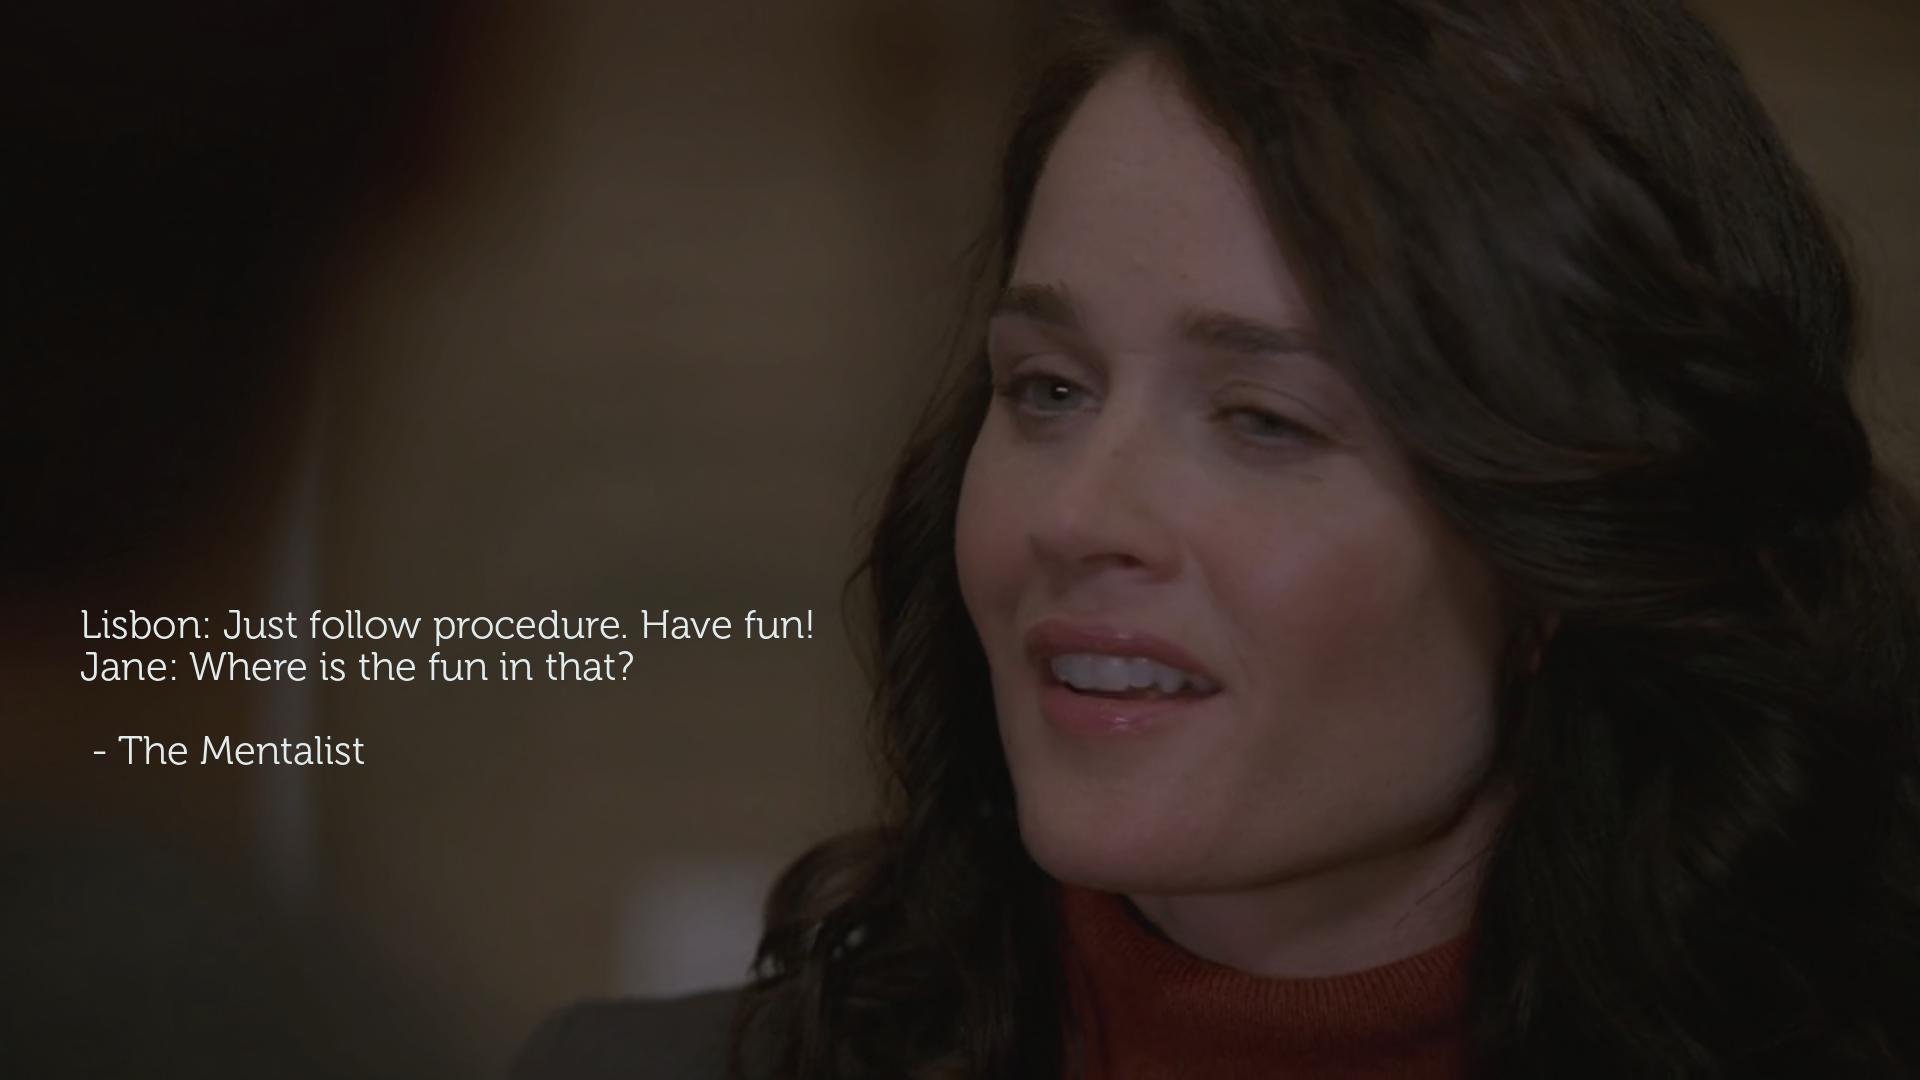 Lisbon: Just follow procedure. Have fun!
Jane: Where is the fun in that?
- The Mentalist